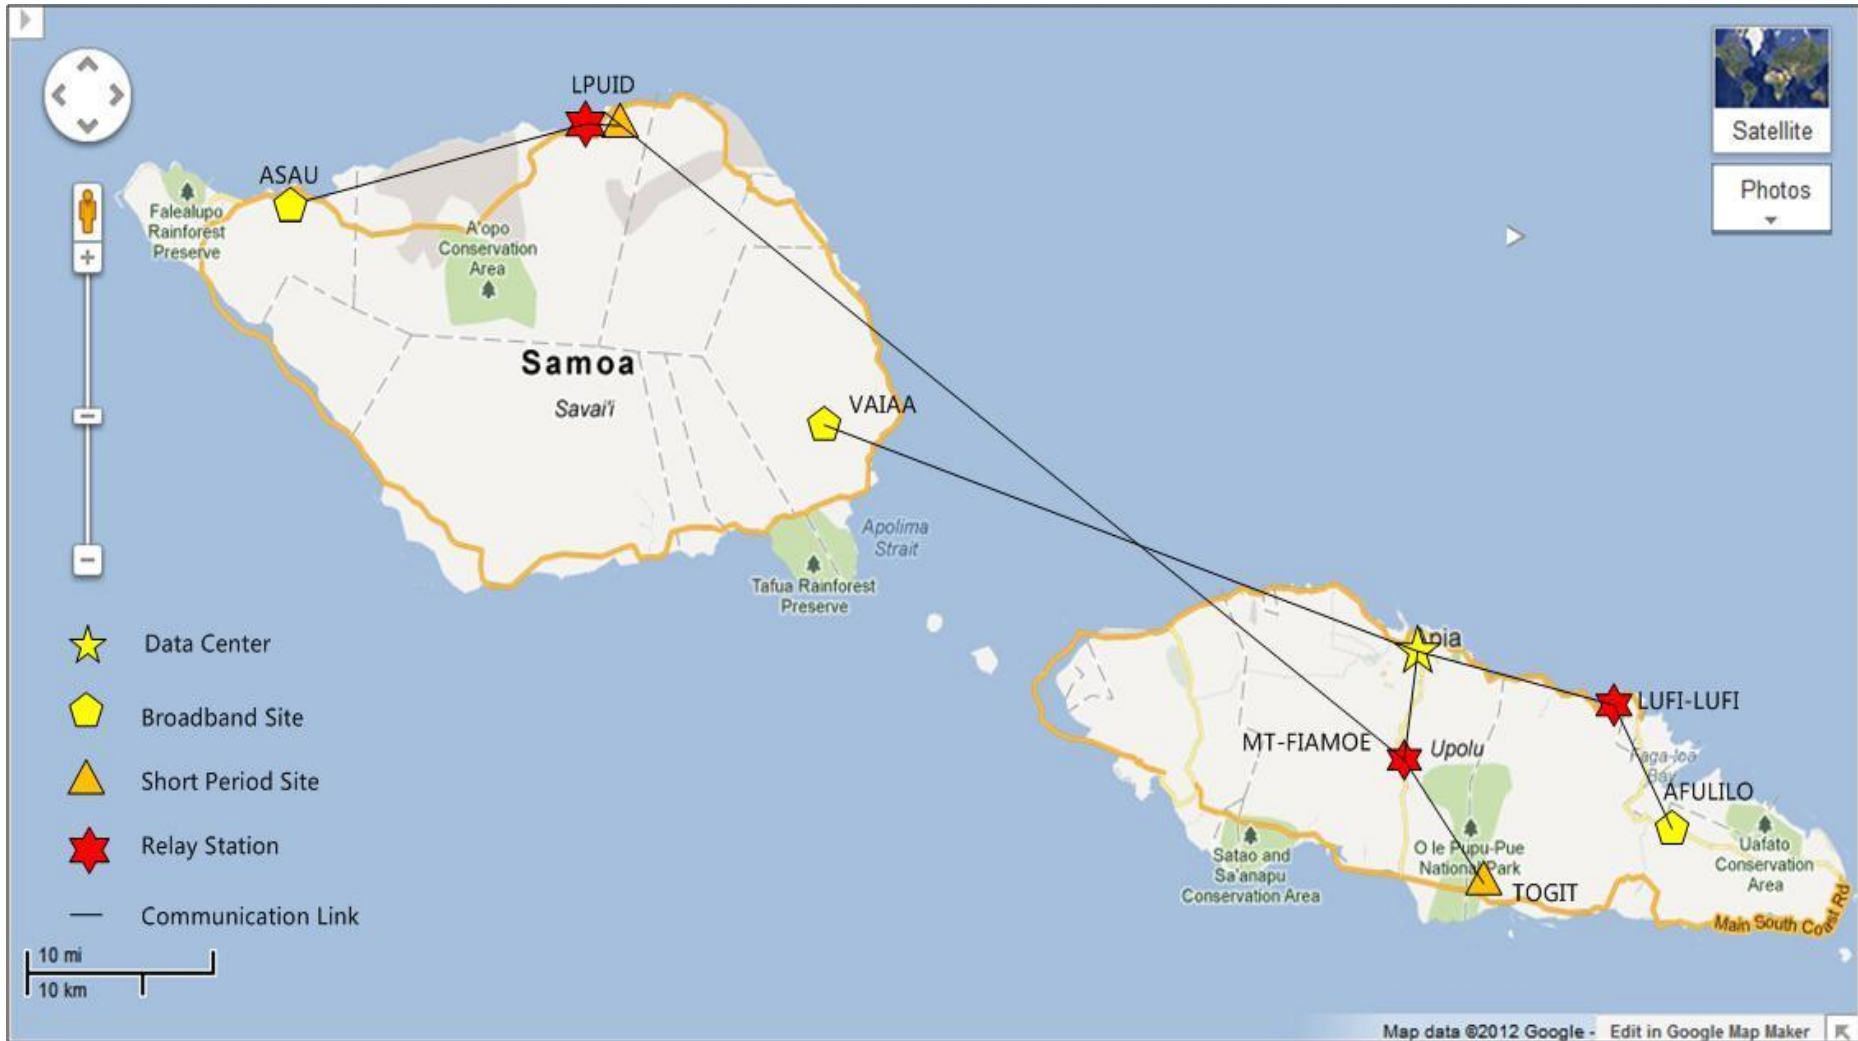 LPUID
Satellite
ASAU
Photos
Falealupo
Rainforest
Preserve
A'opo
Conservation
Area
Samoa
Savai'i
VAIAA
Apolima
Strait
Tafua Rainforest
Preserve
Data Center
Apia
Broadband Site
LUFI-LUFI
MT-FIAMOE
Upolu
Faga-loa
Bay
Short Period Site
AFULILO
Relay Station
Satao and
Sa'anapu
Conservation Area
O le Pupu-Pue
National Park
Uafato
Conservation
Area
TOGIT
Communication Link
Main South Coast Rd
10 mi
10 km
Map data ©2012 Google -
Edit in Google Map Maker